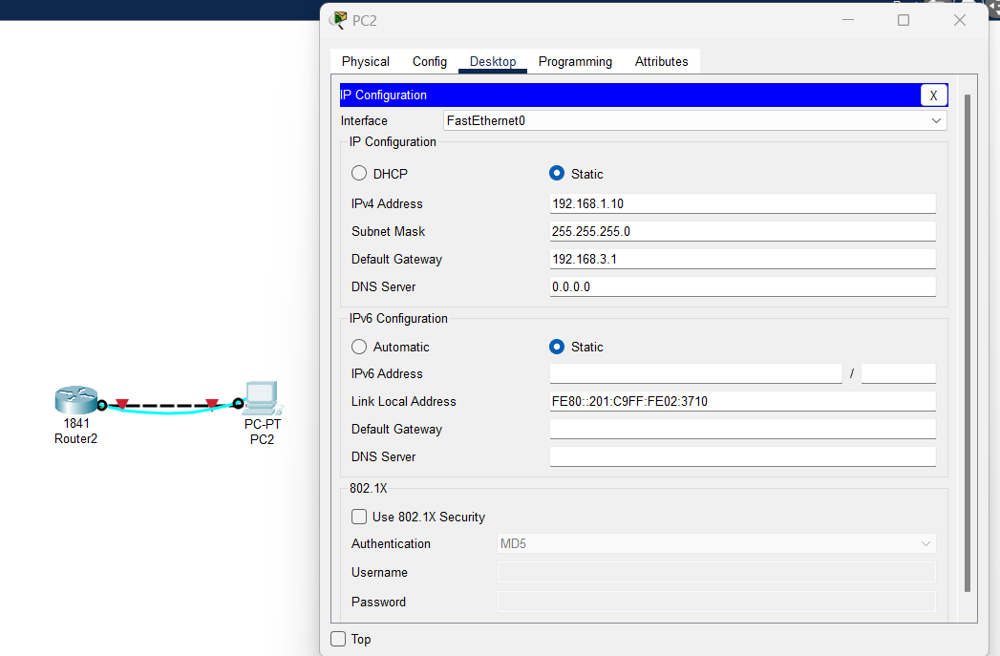 PC2
Physical Config Desktop Programming Attributes
IP Configuration X
Interface FastEthernet0
IP Configuration
DHCP Static
IPv4 Address 192.168.1.10
Subnet Mask 255.255.255.0
Default Gateway 192.168.3.1
DNS Server 0.0.0.0
IPv6 Configuration
Automatic Static
IPv6 Address /
Link Local Address FE80::201:C9FF:FE02:3710
Default Gateway
DNS Server
802.1X
Use 802.1X Security
Authentication MD5
Username
Password
Top
1841
Router2
PC-PT
PC2